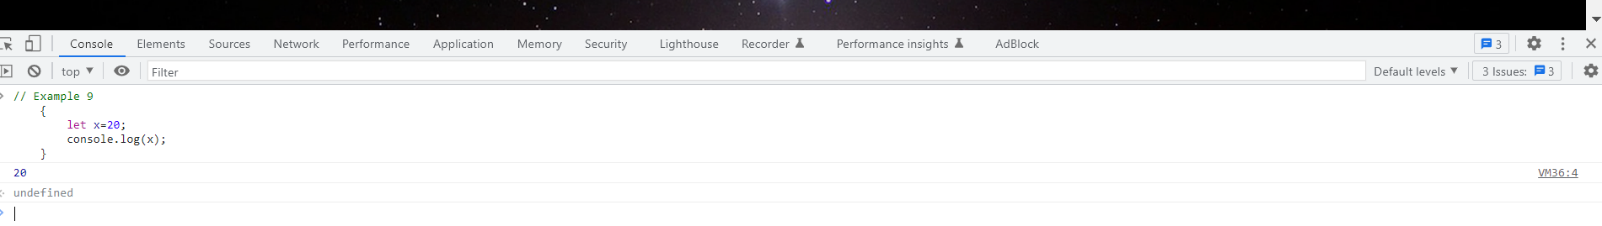 Console Elements Sources Network Performance Application Memory Security Lighthouse Recorder Performance insights AdBlock 3
top ▼ Filter Default levels ▼ 3 Issues: 3
// Example 9
{
let x=20;
console.log(x);
}
20 VM36:4
undefined